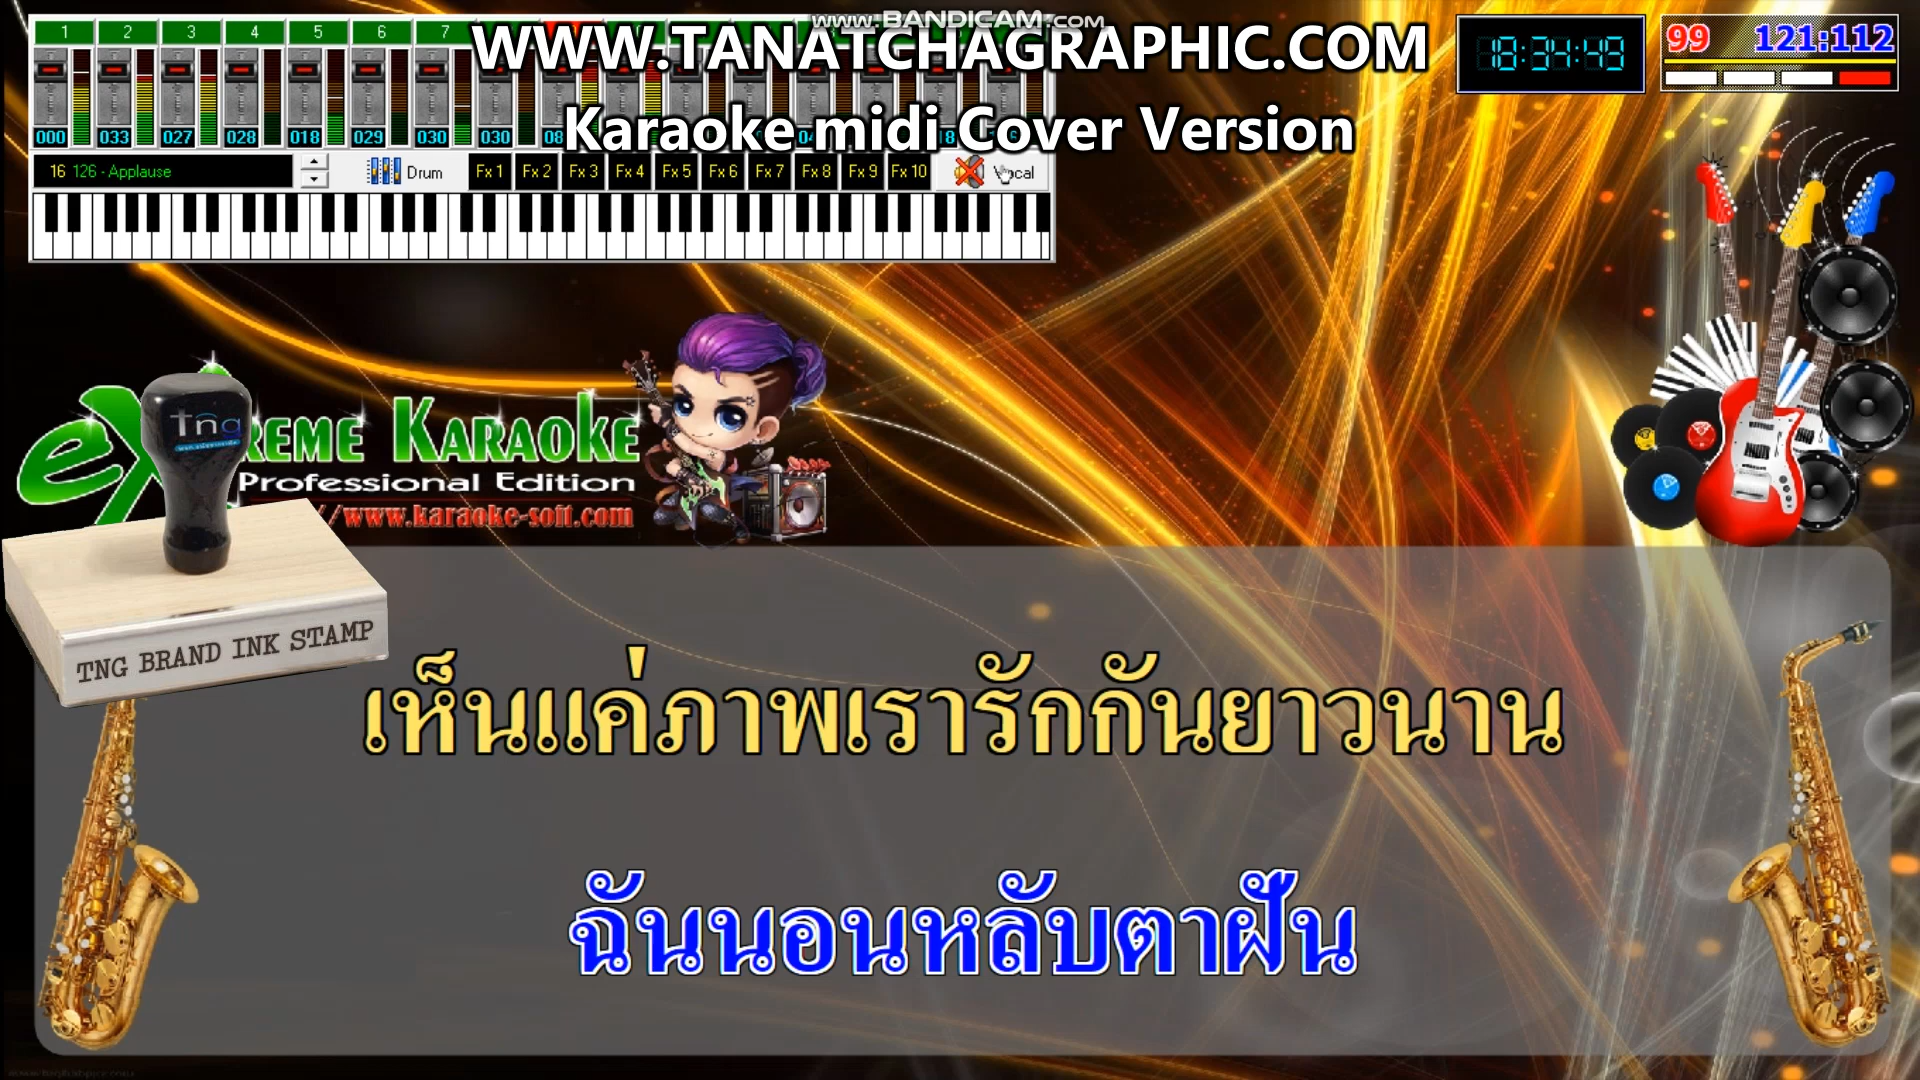 www.BANDICAM.com
1 2 3 4 5 6 7
WWW.TANATCHAGRAPHIC.COM
18:34:49
99 121:112
000 033 027 028 018 029 030 030
Karaoke midi Cover Version
16 126 - Applause
Drum
Fx 1 Fx 2 Fx 3 Fx 4 Fx 5 Fx 6 Fx 7 Fx 8 Fx 9 Fx 10
Vocal
tng
REME KARAOKE
Professional Edition
//www.karaoke-soft.com
TNG BRAND INK STAMP
เห็นแค่ภาพเรารักกันยาวนาน
ฉันนอนหลับตาฝัน